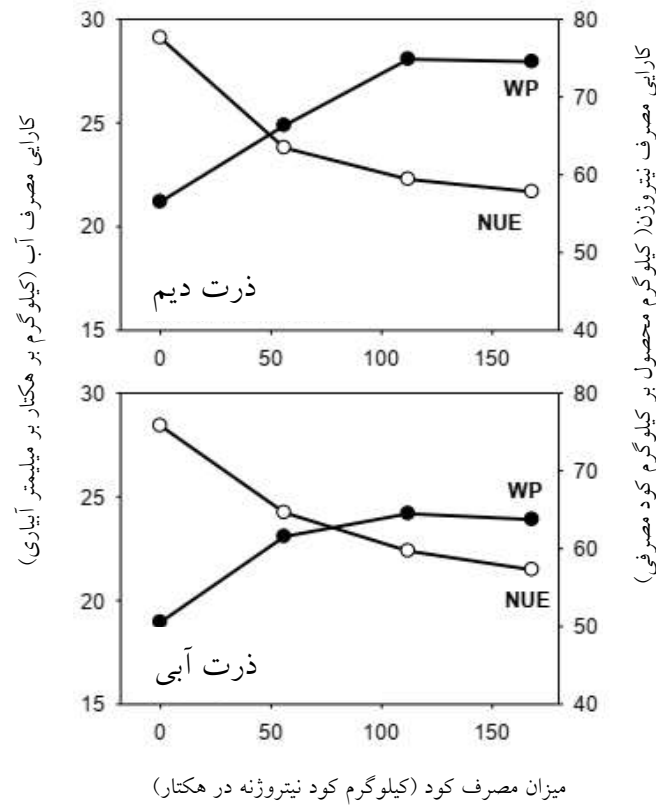 کارایی مصرف آب (کیلوگرم بر هکتار بر میلیمتر آبیاری)
کارایی مصرف نیتروژن( کیلوگرم محصول بر کیلوگرم کود مصرفی)
30
25
20
15
80
70
60
50
40
WP
NUE
ذرت دیم
0 50 100 150
30
25
20
15
80
70
60
50
40
WP
NUE
ذرت آبی
0 50 100 150
میزان مصرف کود (کیلوگرم کود نیتروژنه در هکتار)